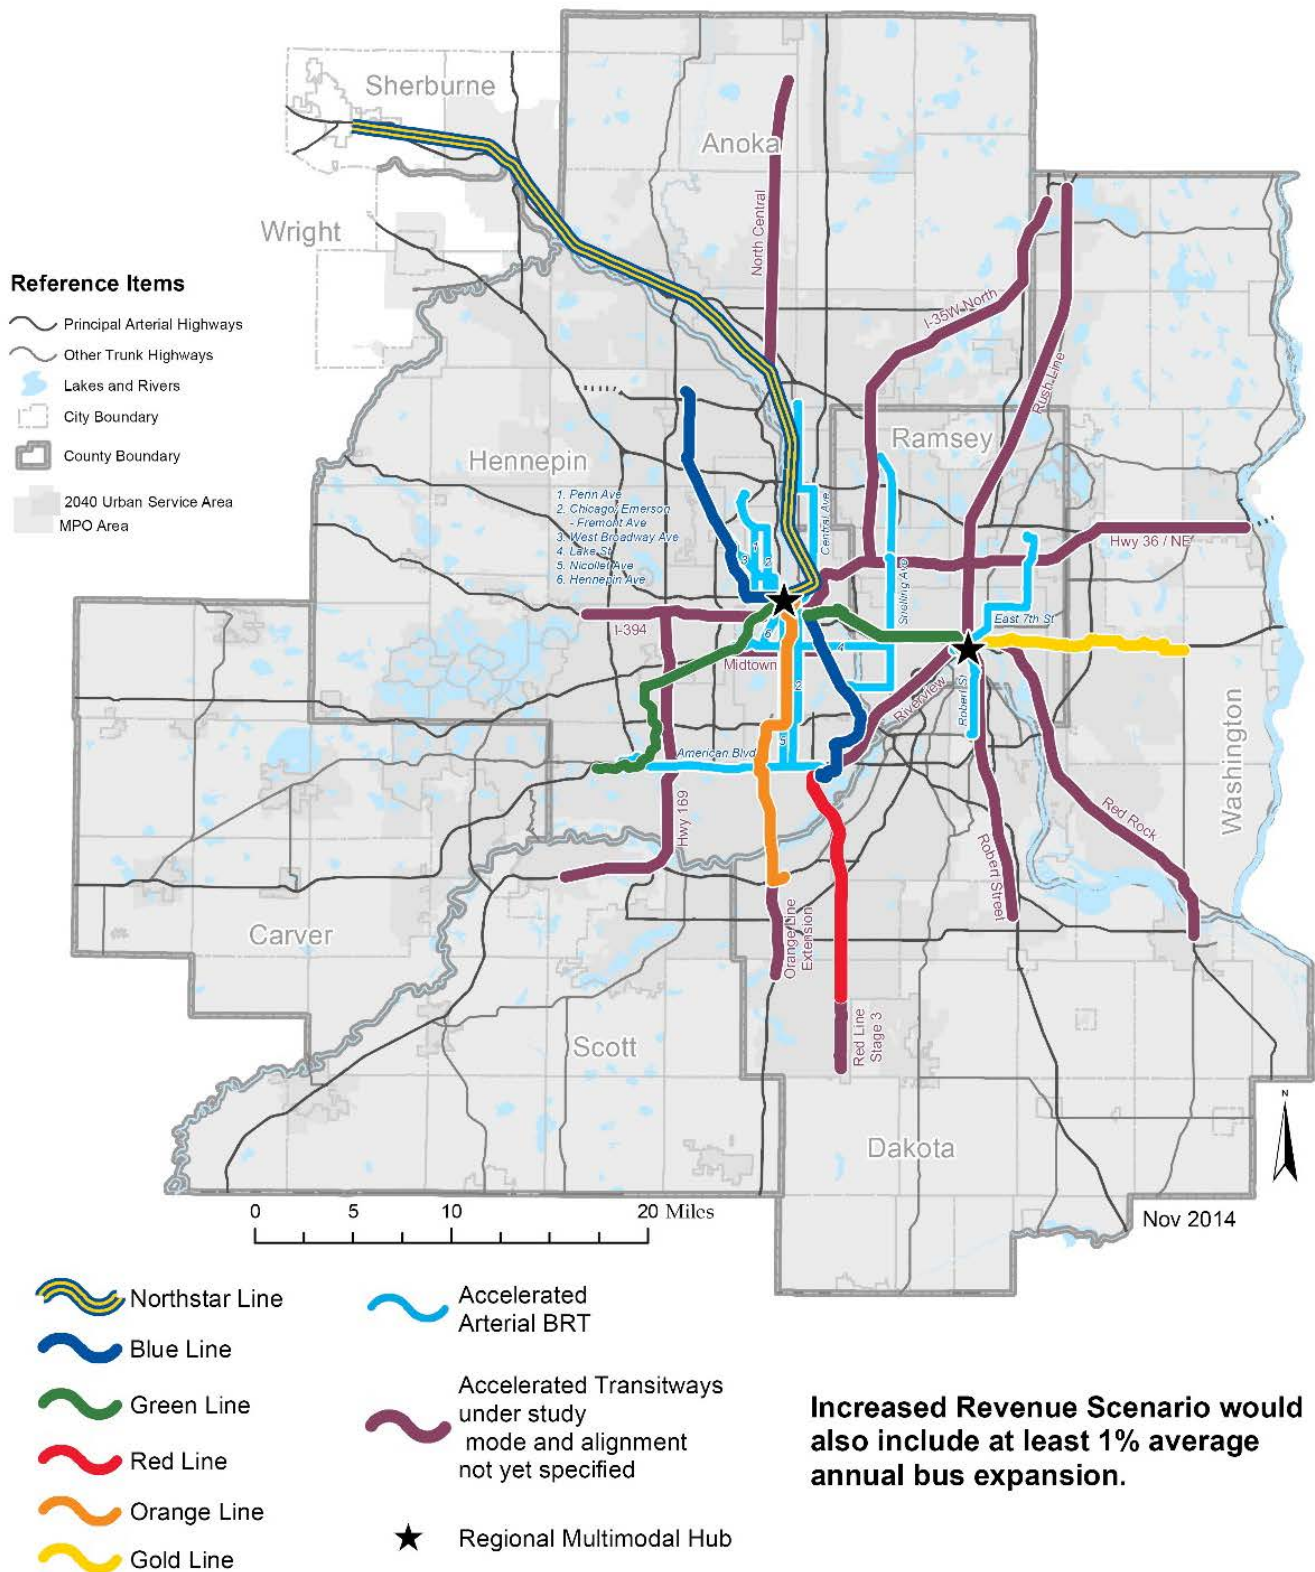 Sherburne
Anoka
Wright
North Central
Reference Items
Principal Arterial Highways
Other Trunk Highways
Lakes and Rivers
City Boundary
County Boundary
2040 Urban Service Area
MPO Area
I-35W North
Rush Line
Ramsey
Hennepin
1. Penn Ave
2. Chicago/ Emerson
- Fremont Ave
3. West Broadway Ave
4. Lake St
5. Nicollet Ave
6. Hennepin Ave
Central Ave
Hwy 36 / NE
1
3
2
Snelling Ave
East 7th St
I-394
6
4
Midtown
2
Riverview
Robert St
5
American Blvd
Washington
Hwy 169
Red Rock
Robert Street
Carver
Orange Line
Extension
Red Line
Stage 3
Scott
Dakota
N
0 5 10 20 Miles
Nov 2014
Northstar Line
Blue Line
Green Line
Red Line
Orange Line
Gold Line
Accelerated
Arterial BRT
Accelerated Transitways
under study
mode and alignment
not yet specified
Regional Multimodal Hub
Increased Revenue Scenario would
also include at least 1% average
annual bus expansion.